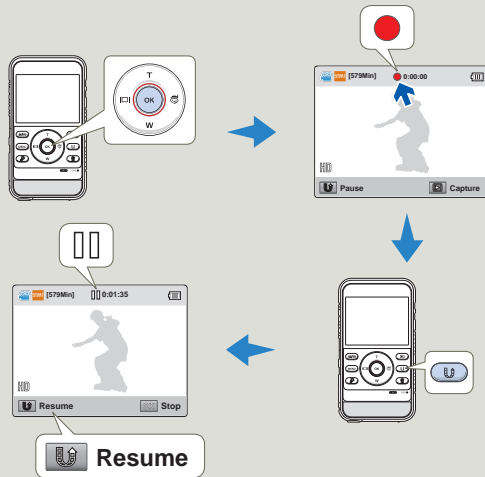 T
OK
W
[579Min] 0:00:00
HD
Pause Capture
[579Min] 0:01:35
HD
Resume Stop
Resume